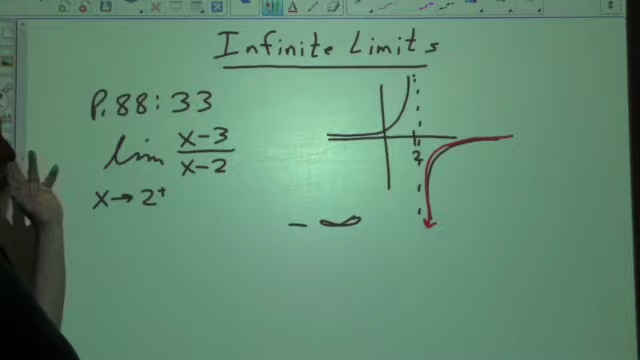 Infinite Limits
P. 88 : 33
lim x-3/x-2
x→2⁺
2
-∞